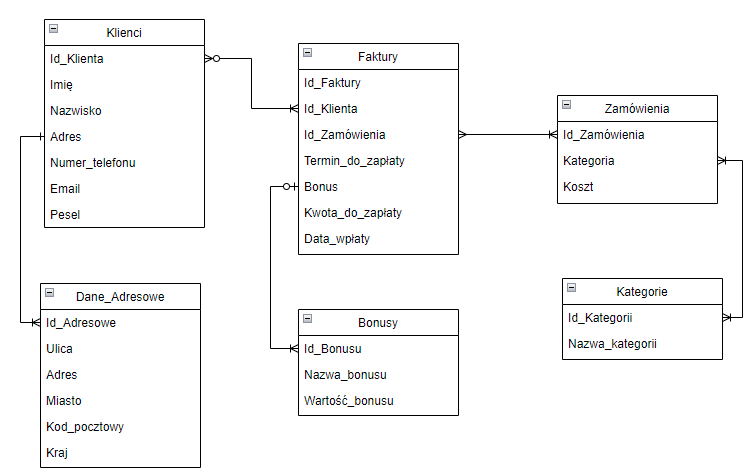 Klienci
Id_Klienta
Imię
Nazwisko
Adres
Numer_telefonu
Email
Pesel
Faktury
Id_Faktury
Id_Klienta
Id_Zamówienia
Termin_do_zapłaty
Bonus
Kwota_do_zapłaty
Data_wpłaty
Zamówienia
Id_Zamówienia
Kategoria
Koszt
Dane_Adresowe
Id_Adresowe
Ulica
Adres
Miasto
Kod_pocztowy
Kraj
Bonusy
Id_Bonusu
Nazwa_bonusu
Wartość_bonusu
Kategorie
Id_Kategorii
Nazwa_kategorii